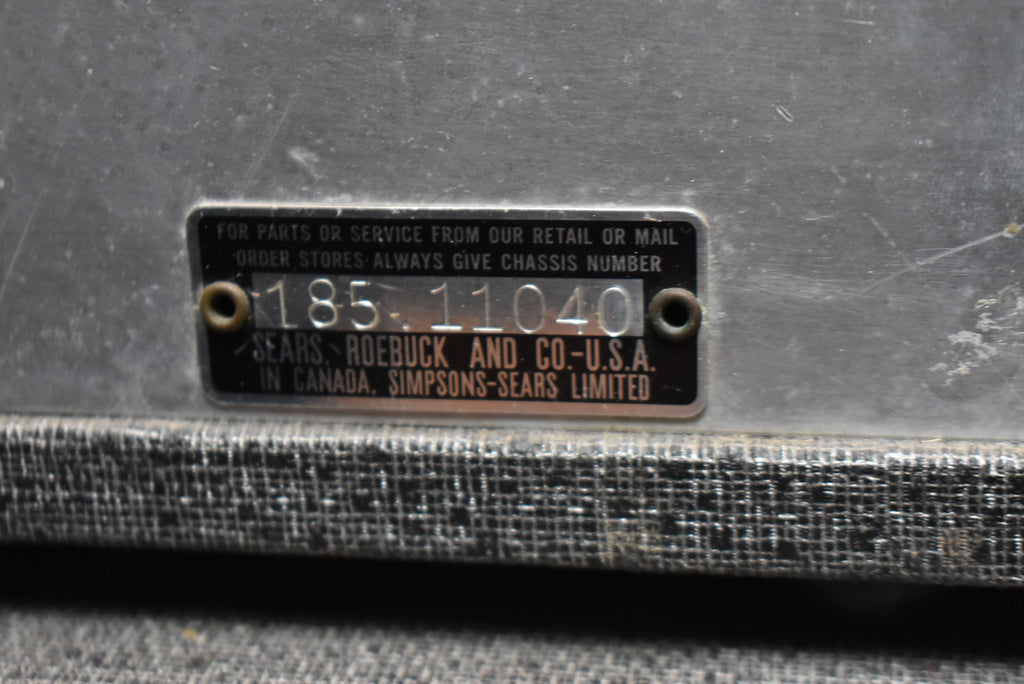 FOR PARTS OR SERVICE FROM OUR RETAIL OR MAIL
ORDER STORES ALWAYS GIVE CHASSIS NUMBER
185.11040
SEARS, ROEBUCK AND CO.-U.S.A.
IN CANADA, SIMPSONS-SEARS LIMITED